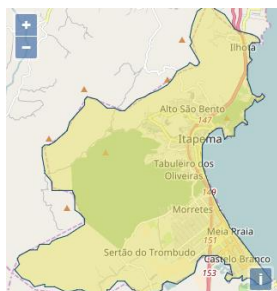 +
−
Ilhota
Alto São Bento
147
Itapema
Tabuleiro dos
Oliveiras
149
Morretes
Meia Praia
151
Sertão do Trombudo
Castelo Branco
153
i